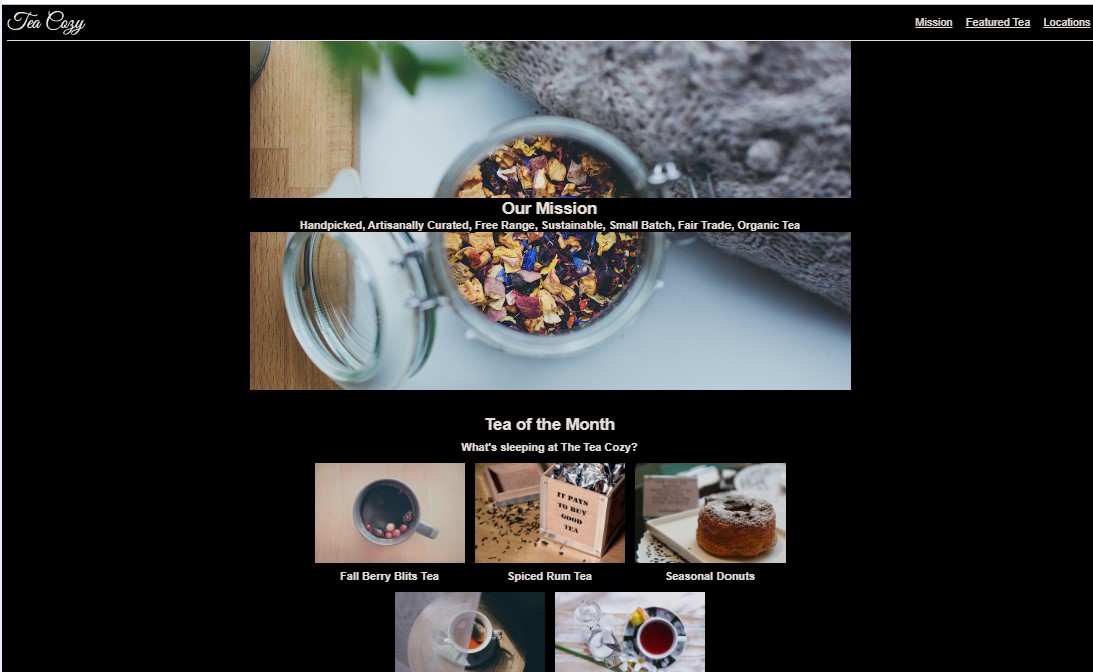 Tea Cozy
Mission Featured Tea Locations
Our Mission
Handpicked, Artisanally Curated, Free Range, Sustainable, Small Batch, Fair Trade, Organic Tea
Tea of the Month
What's sleeping at The Tea Cozy?
IT PAYS
TO BUY
GOOD
TEA
Fall Berry Blits Tea
Spiced Rum Tea
Seasonal Donuts